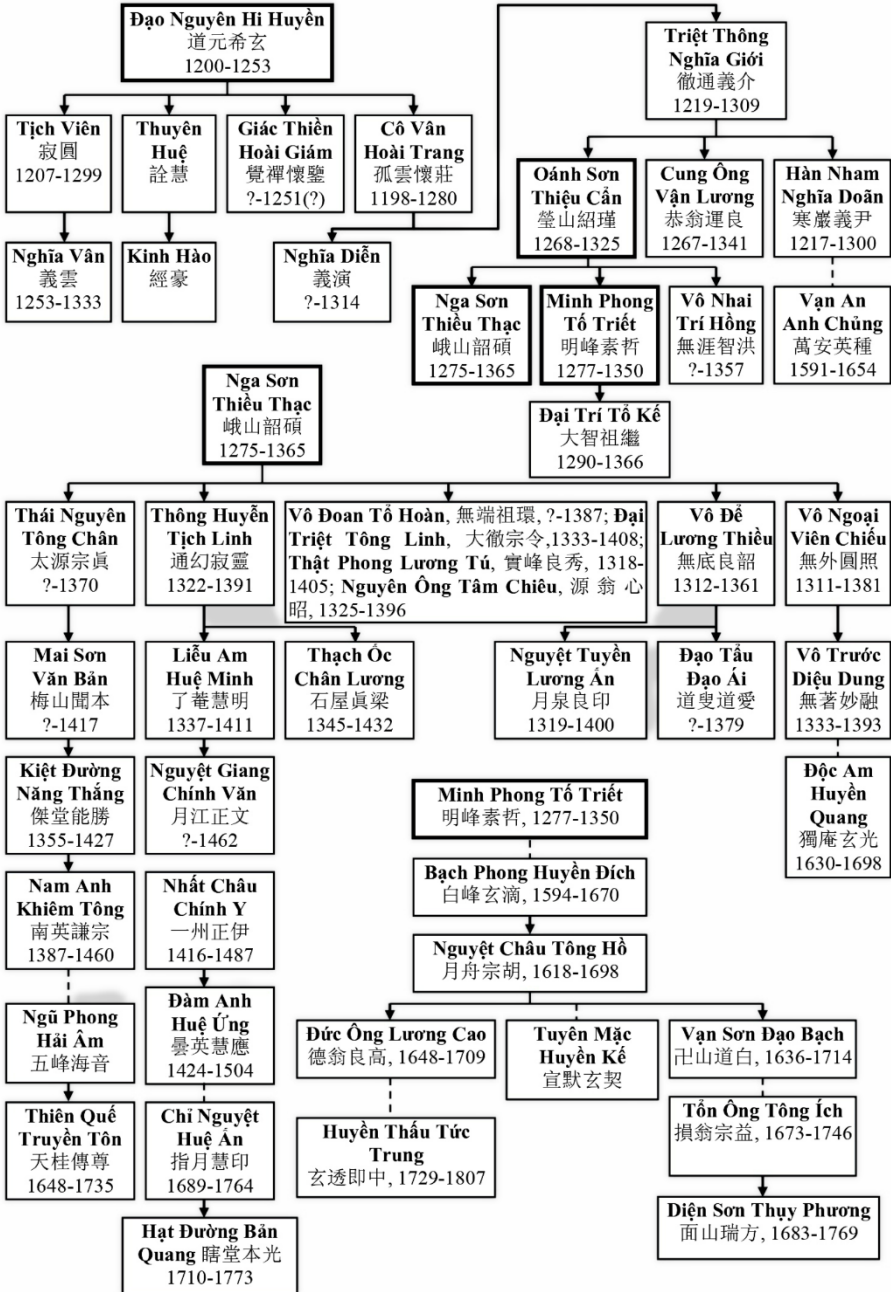 Đạo Nguyên Hi Huyền
道元希玄
1200-1253
Triệt Thông
Nghĩa Giới
徹通義介
1219-1309
Tịch Viên
寂圓
1207-1299
Thuyên
Huệ
詮慧
Giác Thiền
Hoài Giám
覺禪懷鑒
?-1251(?)
Cô Vân
Hoài Trang
孤雲懷莊
1198-1280
Oánh Sơn
Thiệu Cẩn
瑩山紹瑾
1268-1325
Cung Ông
Vận Lương
恭翁運良
1267-1341
Hàn Nham
Nghĩa Doãn
寒巖義尹
1217-1300
Nghĩa Vân
義雲
1253-1333
Kinh Hào
經豪
Nghĩa Diễn
義演
?-1314
Nga Sơn
Thiều Thạc
峨山韶碩
1275-1365
Minh Phong
Tố Triết
明峰素哲
1277-1350
Vô Nhai
Trí Hồng
無涯智洪
?-1357
Vạn An
Anh Chủng
萬安英種
1591-1654
Đại Trí Tổ Kế
大智祖繼
1290-1366
Nga Sơn
Thiều Thạc
峨山韶碩
1275-1365
Thái Nguyên
Tông Chân
太源宗眞
?-1370
Thông Huyễn
Tịch Linh
通幻寂靈
1322-1391
Vô Đoan Tổ Hoàn, 無端祖環, ?-1387; Đại
Triệt Tông Linh, 大徹宗令,1333-1408;
Thật Phong Lương Tú, 實峰良秀, 1318-
1405; Nguyên Ông Tâm Chiêu, 源翁心
昭, 1325-1396
Vô Để
Lương Thiều
無底良韶
1312-1361
Vô Ngoại
Viên Chiếu
無外圓照
1311-1381
Mai Sơn
Văn Bản
梅山聞本
?-1417
Liễu Am
Huệ Minh
了菴慧明
1337-1411
Thạch Ốc
Chân Lương
石屋眞梁
1345-1432
Nguyệt Tuyền
Lương Ấn
月泉良印
1319-1400
Đạo Tẩu
Đạo Ái
道叟道愛
?-1379
Vô Trước
Diệu Dung
無著妙融
1333-1393
Kiệt Đường
Năng Thắng
傑堂能勝
1355-1427
Nguyệt Giang
Chính Văn
月江正文
?-1462
Minh Phong Tố Triết
明峰素哲, 1277-1350
Độc Am
Huyền
Quang
獨庵玄光
1630-1698
Nam Anh
Khiêm Tông
南英謙宗
1387-1460
Nhất Châu
Chính Y
一州正伊
1416-1487
Bạch Phong Huyền Đích
白峰玄滴, 1594-1670
Nguyệt Châu Tông Hồ
月舟宗胡, 1618-1698
Ngũ Phong
Hải Âm
五峰海音
Đàm Anh
Huệ Ứng
曇英慧應
1424-1504
Đức Ông Lương Cao
德翁良高, 1648-1709
Tuyên Mặc
Huyền Kế
宣默玄契
Vạn Sơn Đạo Bạch
卍山道白, 1636-1714
Thiên Quế
Truyền Tôn
天桂傳尊
1648-1735
Chỉ Nguyệt
Huệ Ấn
指月慧印
1689-1764
Huyền Thấu Tức
Trung
玄透即中, 1729-1807
Tổn Ông Tông Ích
損翁宗益, 1673-1746
Diện Sơn Thụy Phương
面山瑞方, 1683-1769
Hạt Đường Bản
Quang 瞎堂本光
1710-1773